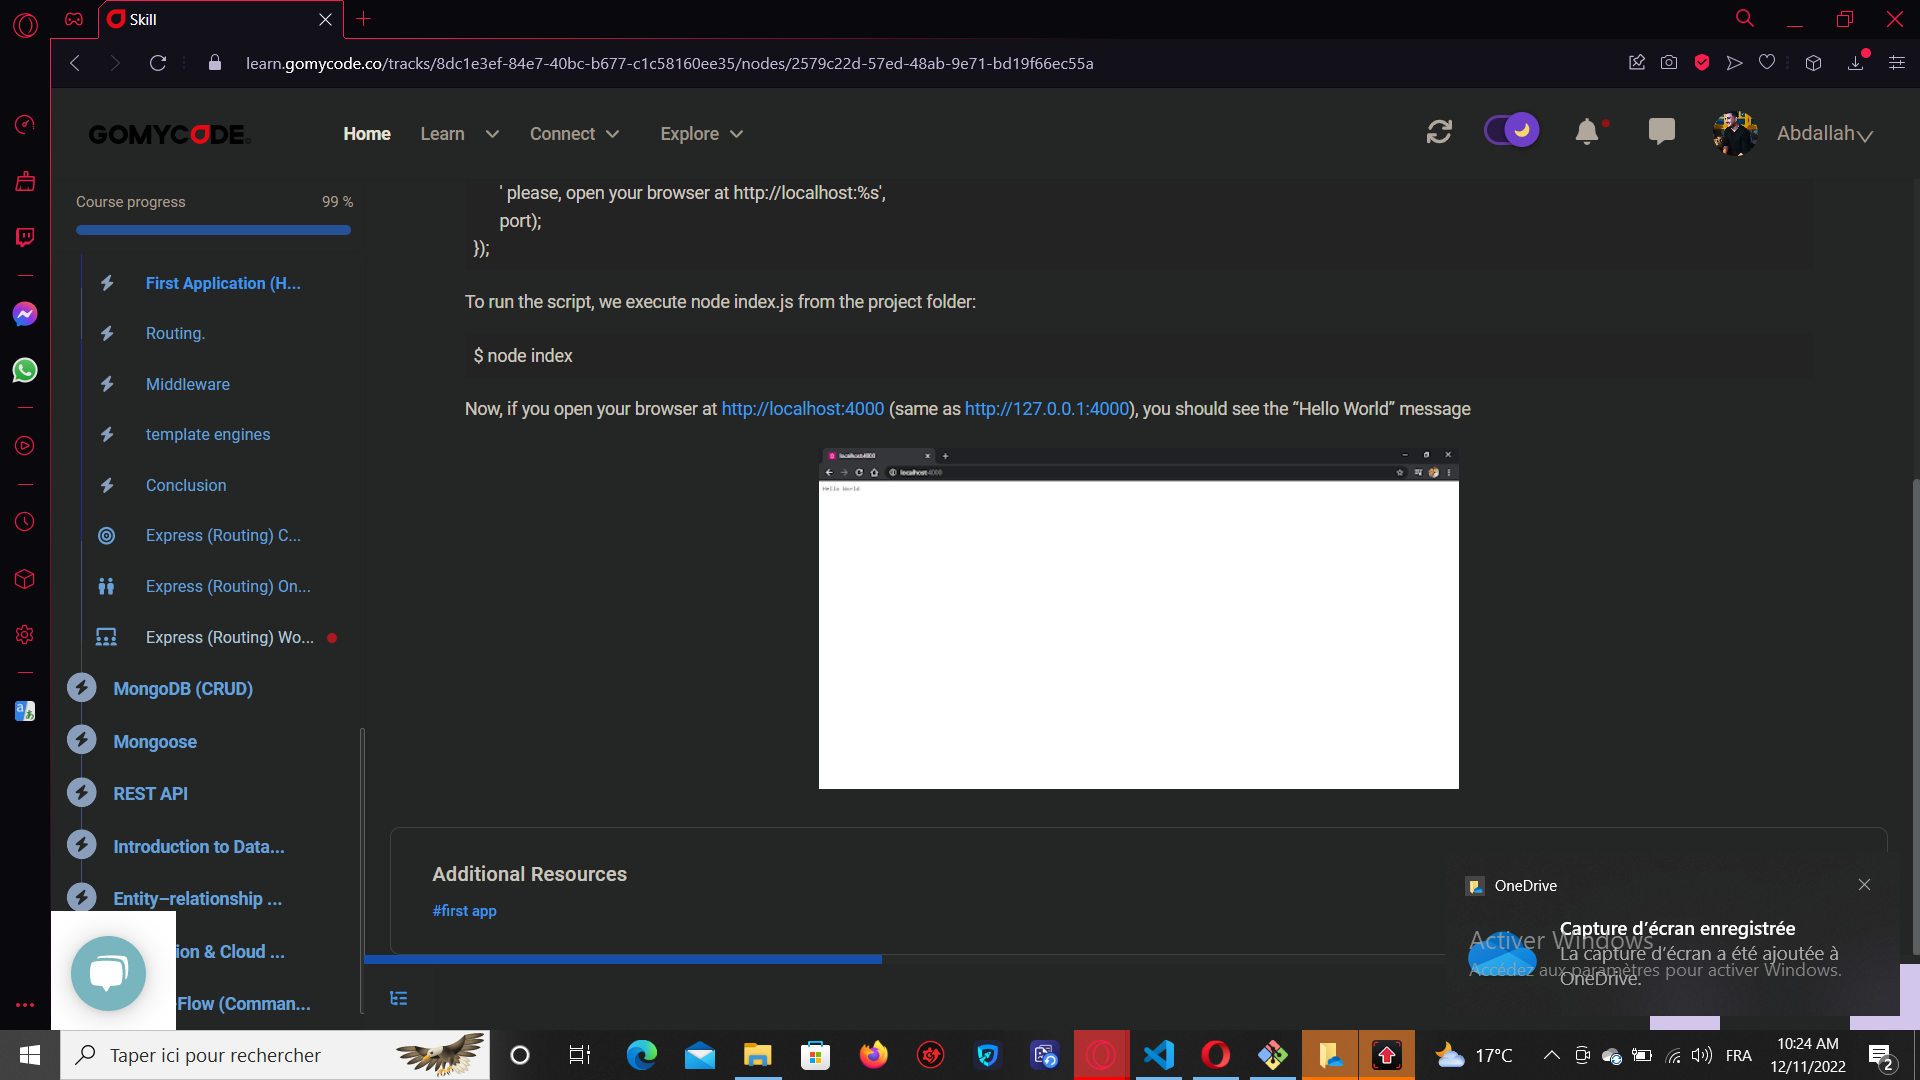 Skill
learn.gomycode.co/tracks/8dc1e3ef-84e7-40bc-b677-c1c58160ee35/nodes/2579c22d-57ed-48ab-9e71-bd19f66ec55a
GOMYCODE
Home
Learn
Connect
Explore
Abdallah
Course progress
99 %
First Application (H...
Routing.
Middleware
template engines
Conclusion
Express (Routing) C...
Express (Routing) On...
Express (Routing) Wo...
MongoDB (CRUD)
Mongoose
REST API
Introduction to Data...
Entity–relationship ...
ion & Cloud ...
-Flow (Comman...
' please, open your browser at http://localhost:%s',
port);
});
To run the script, we execute node index.js from the project folder:
$ node index
Now, if you open your browser at http://localhost:4000 (same as http://127.0.0.1:4000), you should see the “Hello World” message
localhost:4000
localhost:4000
Hello World
Additional Resources
#first app
OneDrive
Capture d’écran enregistrée
La capture d’écran a été ajoutée à
OneDrive.
Activer Windows
Accédez aux paramètres pour activer Windows.
Taper ici pour rechercher
17°C
FRA
10:24 AM
12/11/2022
2